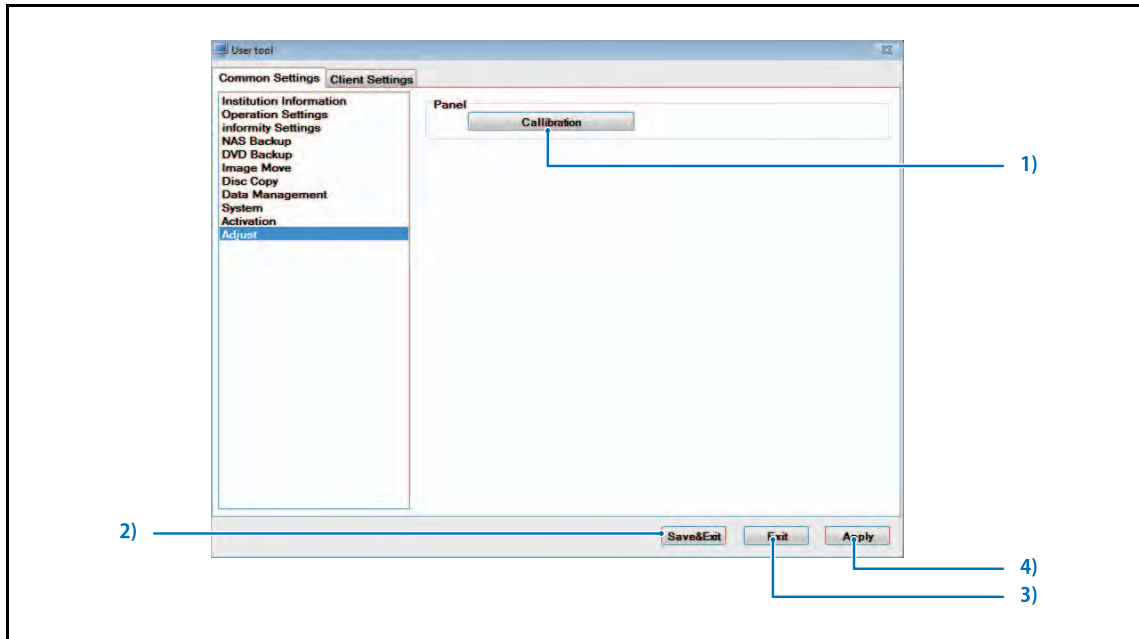 User tool
Common Settings Client Settings
Institution Information
Operation Settings
informity Settings
NAS Backup
DVD Backup
Image Move
Disc Copy
Data Management
System
Activation
Adjust
Panel
Callibration
1)
2)
Save&Exit Exit Apply
4)
3)